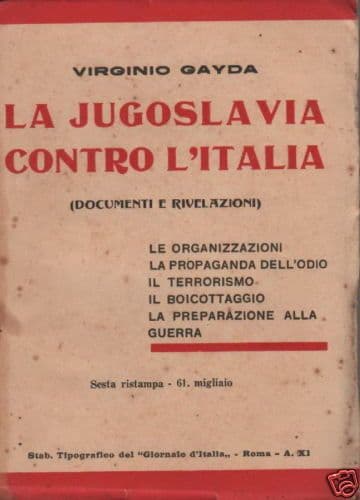 VIRGINIO GAYDA
LA JUGOSLAVIA
CONTRO L'ITALIA
(DOCUMENTI E RIVELAZIONI)
LE ORGANIZZAZIONI
LA PROPAGANDA DELL'ODIO
IL TERRORISMO
IL BOICOTTAGGIO
LA PREPARAZIONE ALLA
GUERRA
Sesta ristampa - 61. migliaio
Stab. Tipografico del "Giornale d'Italia„ - Roma - A. XI